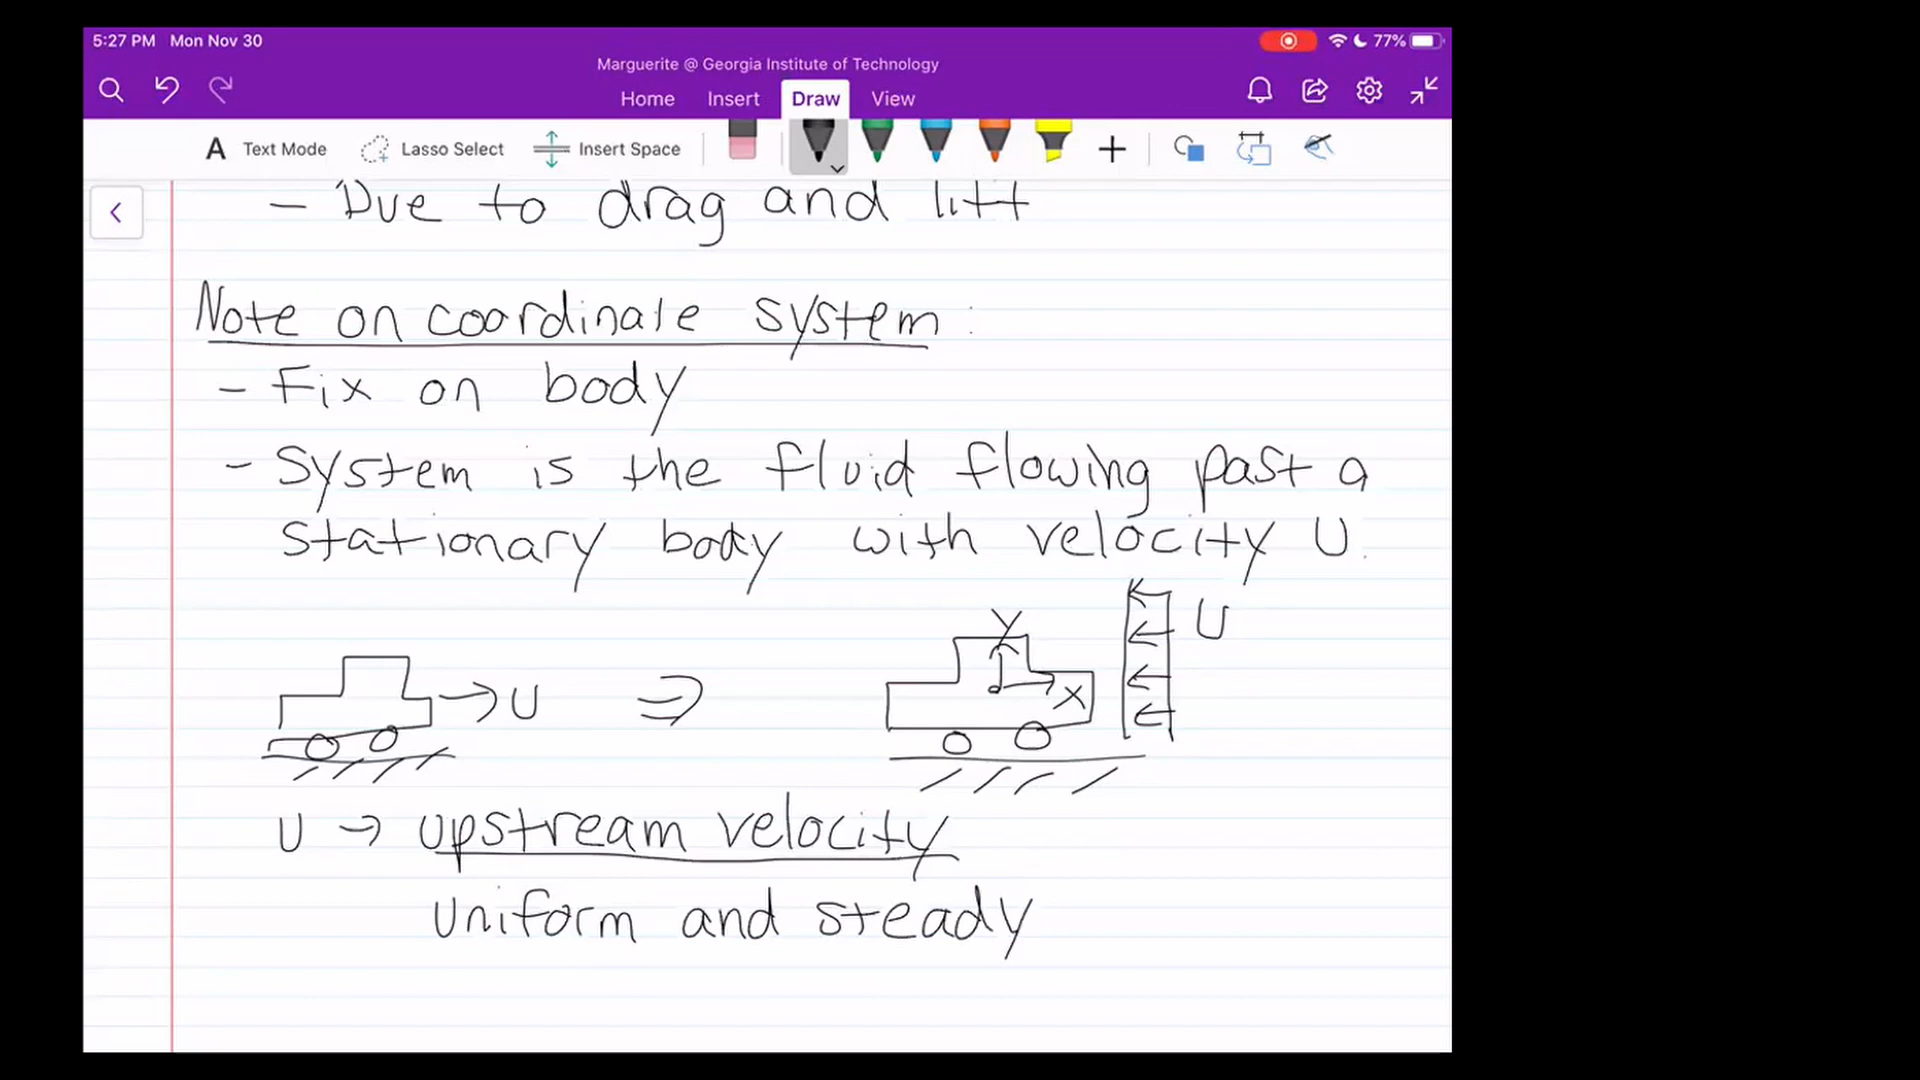 5:27 PM Mon Nov 30
77%
Marguerite @ Georgia Institute of Technology
Home Insert Draw View
A Text Mode Lasso Select Insert Space
- Due to drag and lift
Note on coordinate system:
- Fix on body
- System is the fluid flowing past a
stationary body with velocity U.
Y U
→ U ⇒ X
U → upstream velocity
uniform and steady